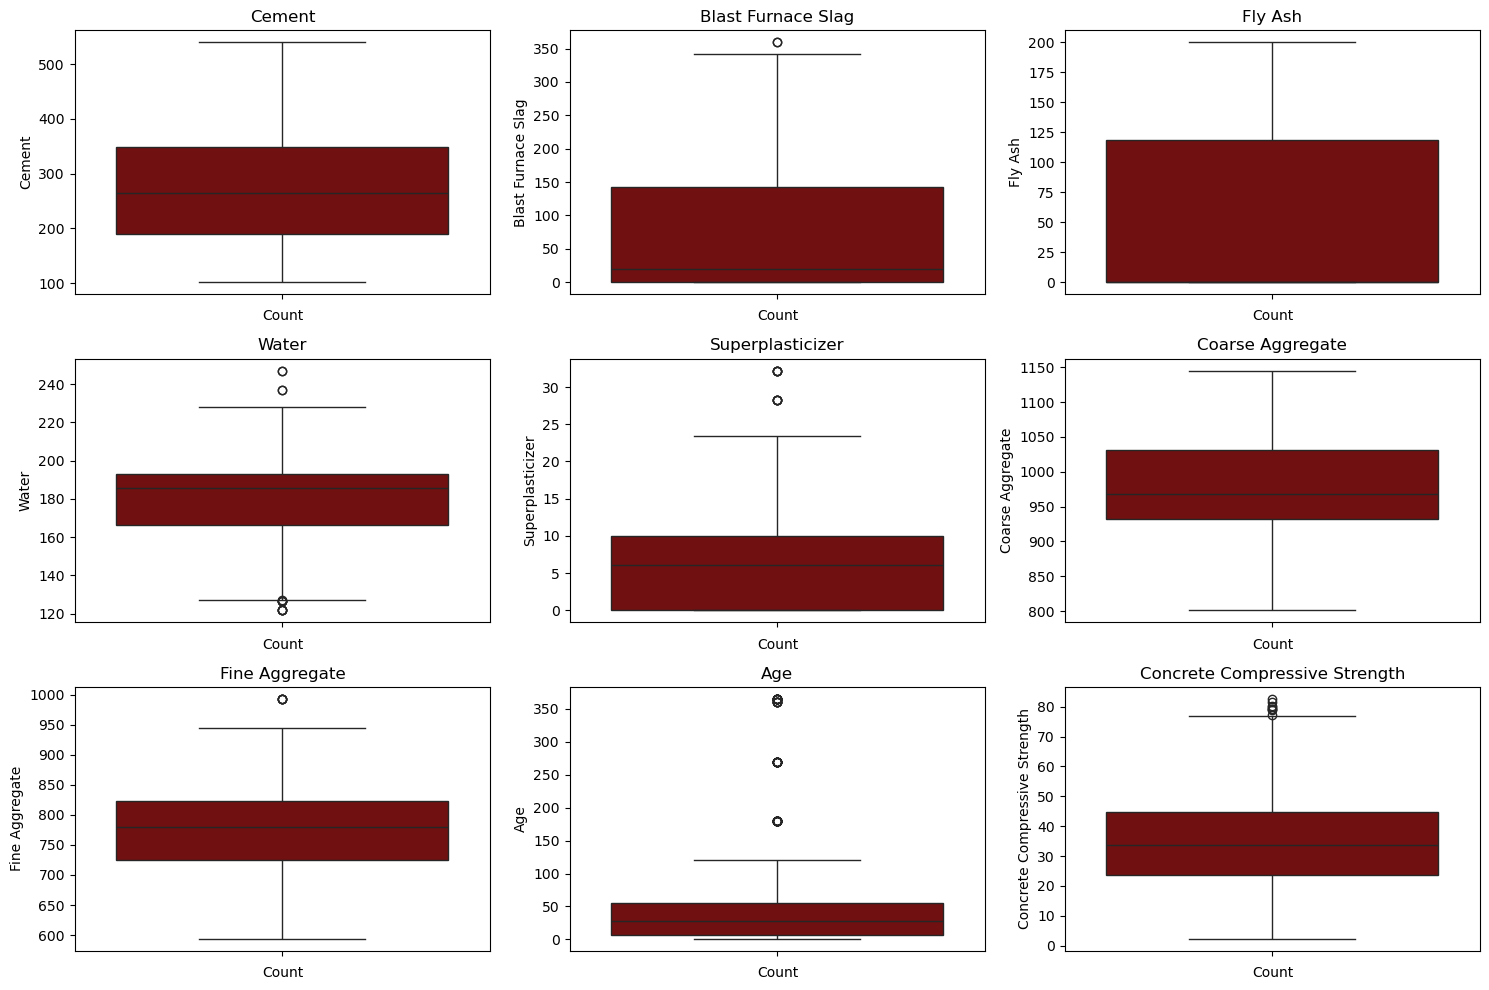 Cement
500
400
300
200
100
Cement
Count
Blast Furnace Slag
350
300
250
200
150
100
50
0
Blast Furnace Slag
Count
Fly Ash
200
175
150
125
100
75
50
25
0
Fly Ash
Count
Water
240
220
200
180
160
140
120
Water
Count
Superplasticizer
30
25
20
15
10
5
0
Superplasticizer
Count
Coarse Aggregate
1150
1100
1050
1000
950
900
850
800
Coarse Aggregate
Count
Fine Aggregate
1000
950
900
850
800
750
700
650
600
Fine Aggregate
Count
Age
350
300
250
200
150
100
50
0
Age
Count
Concrete Compressive Strength
80
70
60
50
40
30
20
10
0
Concrete Compressive Strength
Count